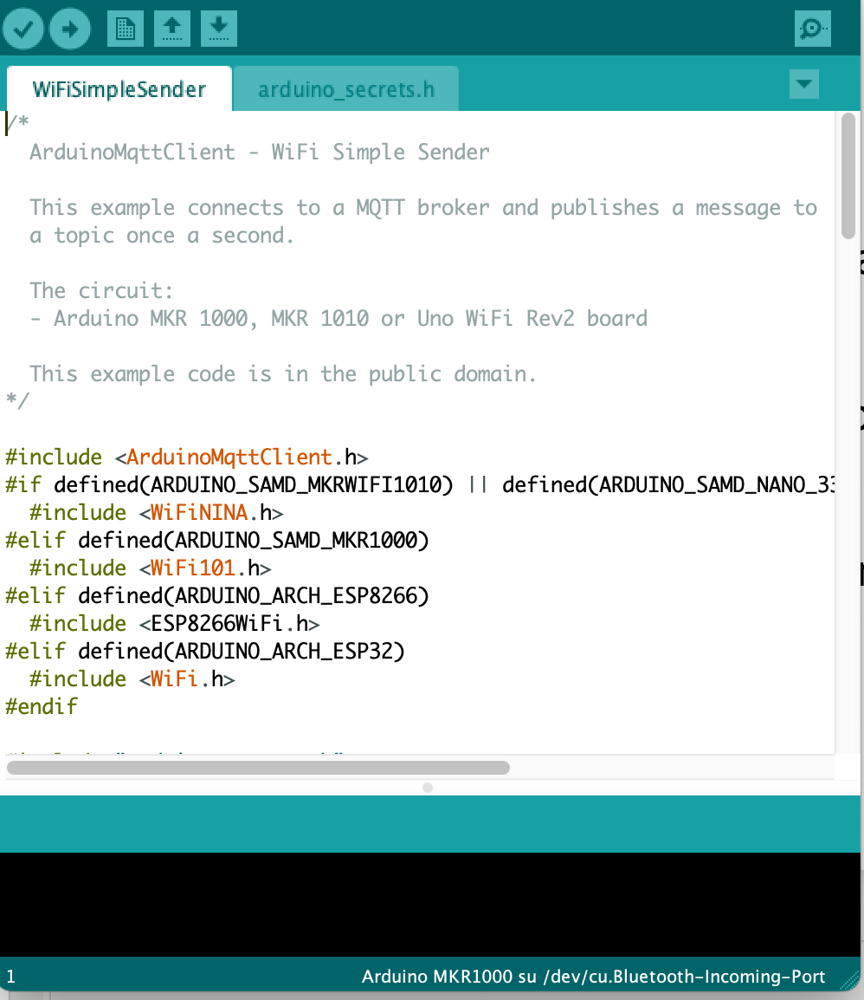 WiFiSimpleSender
arduino_secrets.h
/*
ArduinoMqttClient - WiFi Simple Sender
This example connects to a MQTT broker and publishes a message to
a topic once a second.
The circuit:
- Arduino MKR 1000, MKR 1010 or Uno WiFi Rev2 board
This example code is in the public domain.
*/
#include <ArduinoMqttClient.h>
#if defined(ARDUINO_SAMD_MKRWIFI1010) || defined(ARDUINO_SAMD_NANO_33
#include <WiFiNINA.h>
#elif defined(ARDUINO_SAMD_MKR1000)
#include <WiFi101.h>
#elif defined(ARDUINO_ARCH_ESP8266)
#include <ESP8266WiFi.h>
#elif defined(ARDUINO_ARCH_ESP32)
#include <WiFi.h>
#endif
1
Arduino MKR1000 su /dev/cu.Bluetooth-Incoming-Port